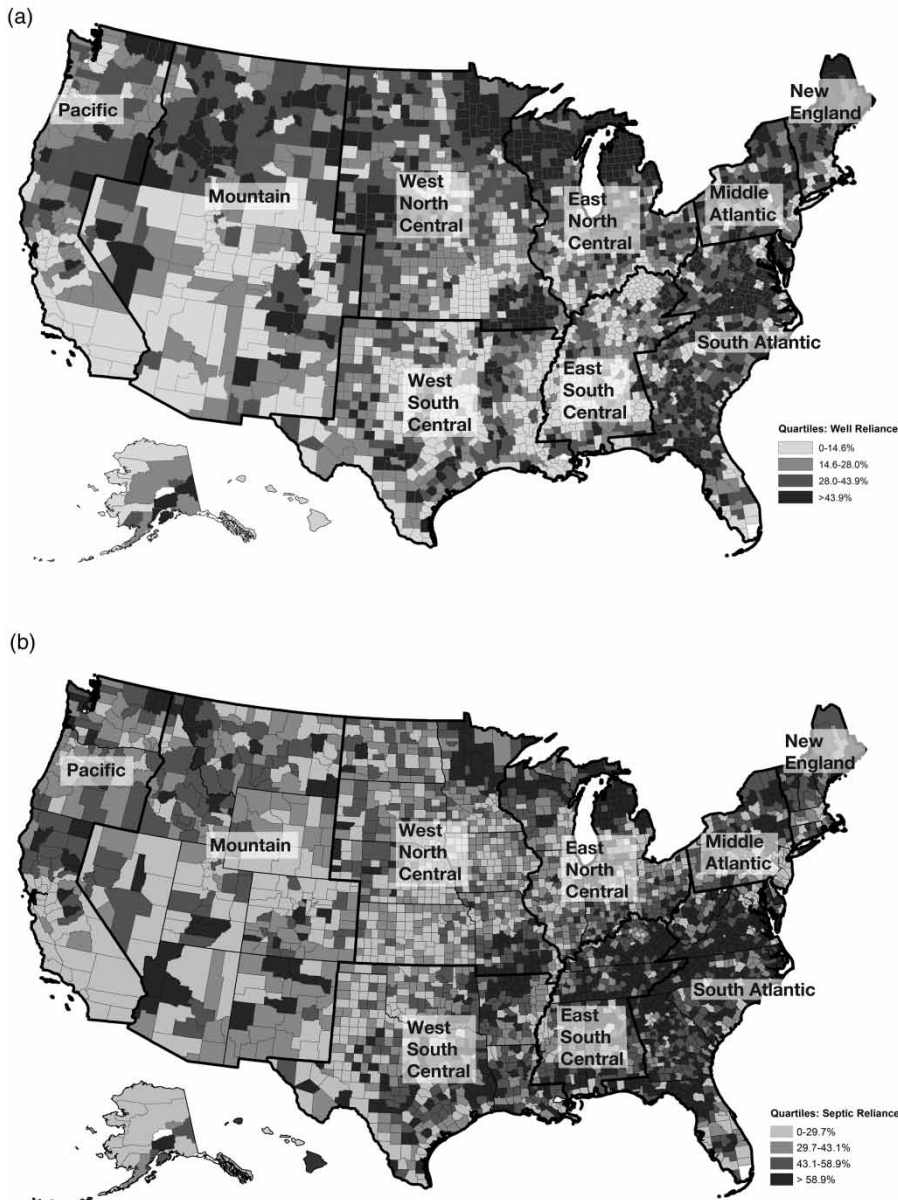 (a)
Pacific
Mountain
West
North
Central
East
North
Central
New
England
Middle
Atlantic
South Atlantic
West
South
Central
East
South
Central
Quartiles: Well Reliance
0-14.6%
14.6-28.0%
28.0-43.9%
>43.9%
(b)
Pacific
Mountain
West
North
Central
East
North
Central
New
England
Middle
Atlantic
South Atlantic
West
South
Central
East
South
Central
Quartiles: Septic Reliance
0-29.7%
29.7-43.1%
43.1-58.9%
> 58.9%